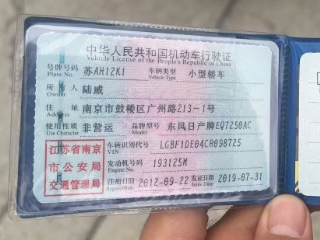 中华人民共和国机动车行驶证
Vehicle License of the People's Republic of China
号牌号码 苏AH1ZK1 车辆类型 小型轿车
Plate No. Vehicle Type
所有人 陆威
Owner
住址 南京市鼓楼区广州路213-1号
Address
使用性质 非营运 品牌型号 东风日产牌EQ7250AC
Use Character Model
江苏省南京市公安局交通管理局
车辆识别代号 LGBF1DE04CR098725
VIN
发动机号码 193125M
Engine No.
注册日期 2012-09-22 发证日期 2019-07-31
Register Date Issue Date